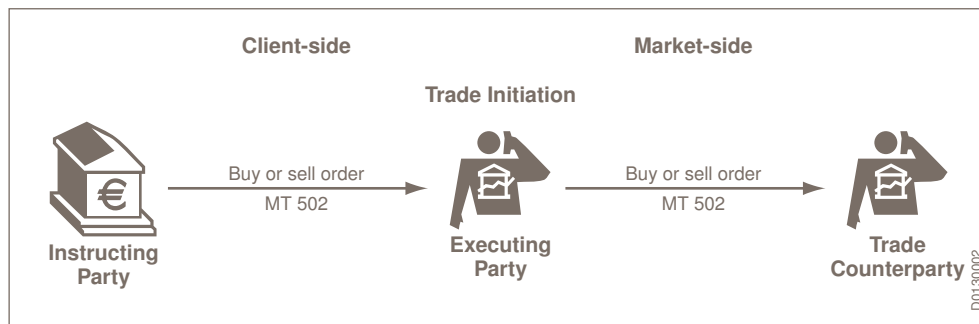 Client-side
Market-side
Trade Initiation
Buy or sell order
MT 502
Buy or sell order
MT 502
€
Instructing
Party
Executing
Party
Trade
Counterparty
D0130002